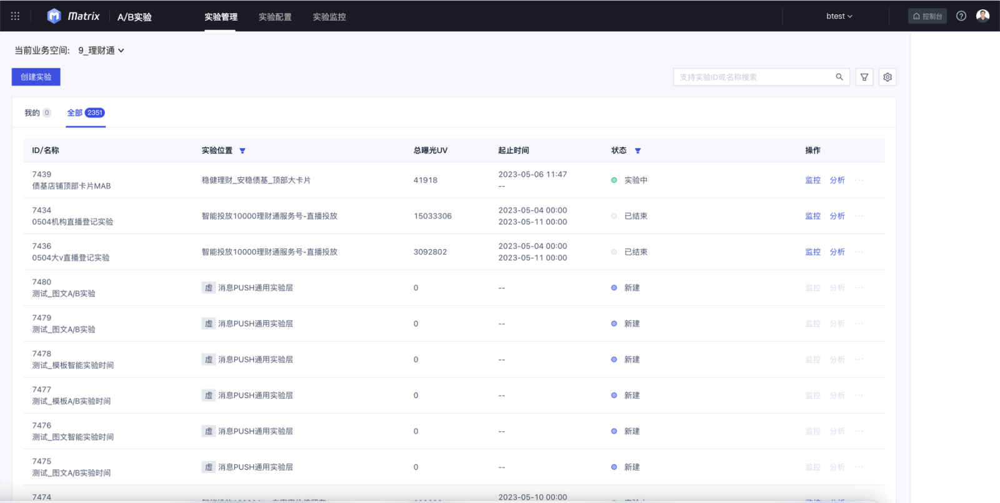 Matrix
A/B实验
实验管理
实验配置
实验监控
btest
控制台
当前业务空间: 9_理财通
创建实验
支持实验ID或名称搜索
我的 0
全部 2351
ID/名称
实验位置
总曝光UV
起止时间
状态
操作
7439
债基店铺顶部卡片MAB
稳健理财_安稳债基_顶部大卡片
41918
2023-05-06 11:47
--
实验中
监控 分析 ···
7434
0504机构直播登记实验
智能投放10000理财通服务号-直播投放
15033306
2023-05-04 00:00
2023-05-11 00:00
已结束
监控 分析 ···
7436
0504大v直播登记实验
智能投放10000理财通服务号-直播投放
3092802
2023-05-04 00:00
2023-05-11 00:00
已结束
监控 分析 ···
7480
测试_图文A/B实验
虚 消息PUSH通用实验层
0
--
新建
监控 分析 ···
7479
测试_图文A/B实验
虚 消息PUSH通用实验层
0
--
新建
监控 分析 ···
7478
测试_模板智能实验时间
虚 消息PUSH通用实验层
0
--
新建
监控 分析 ···
7477
测试_模板A/B实验时间
虚 消息PUSH通用实验层
0
--
新建
监控 分析 ···
7476
测试_图文智能实验时间
虚 消息PUSH通用实验层
0
--
新建
监控 分析 ···
7475
测试_图文A/B实验时间
虚 消息PUSH通用实验层
0
--
新建
监控 分析 ···
7474
2023-05-10 00:00